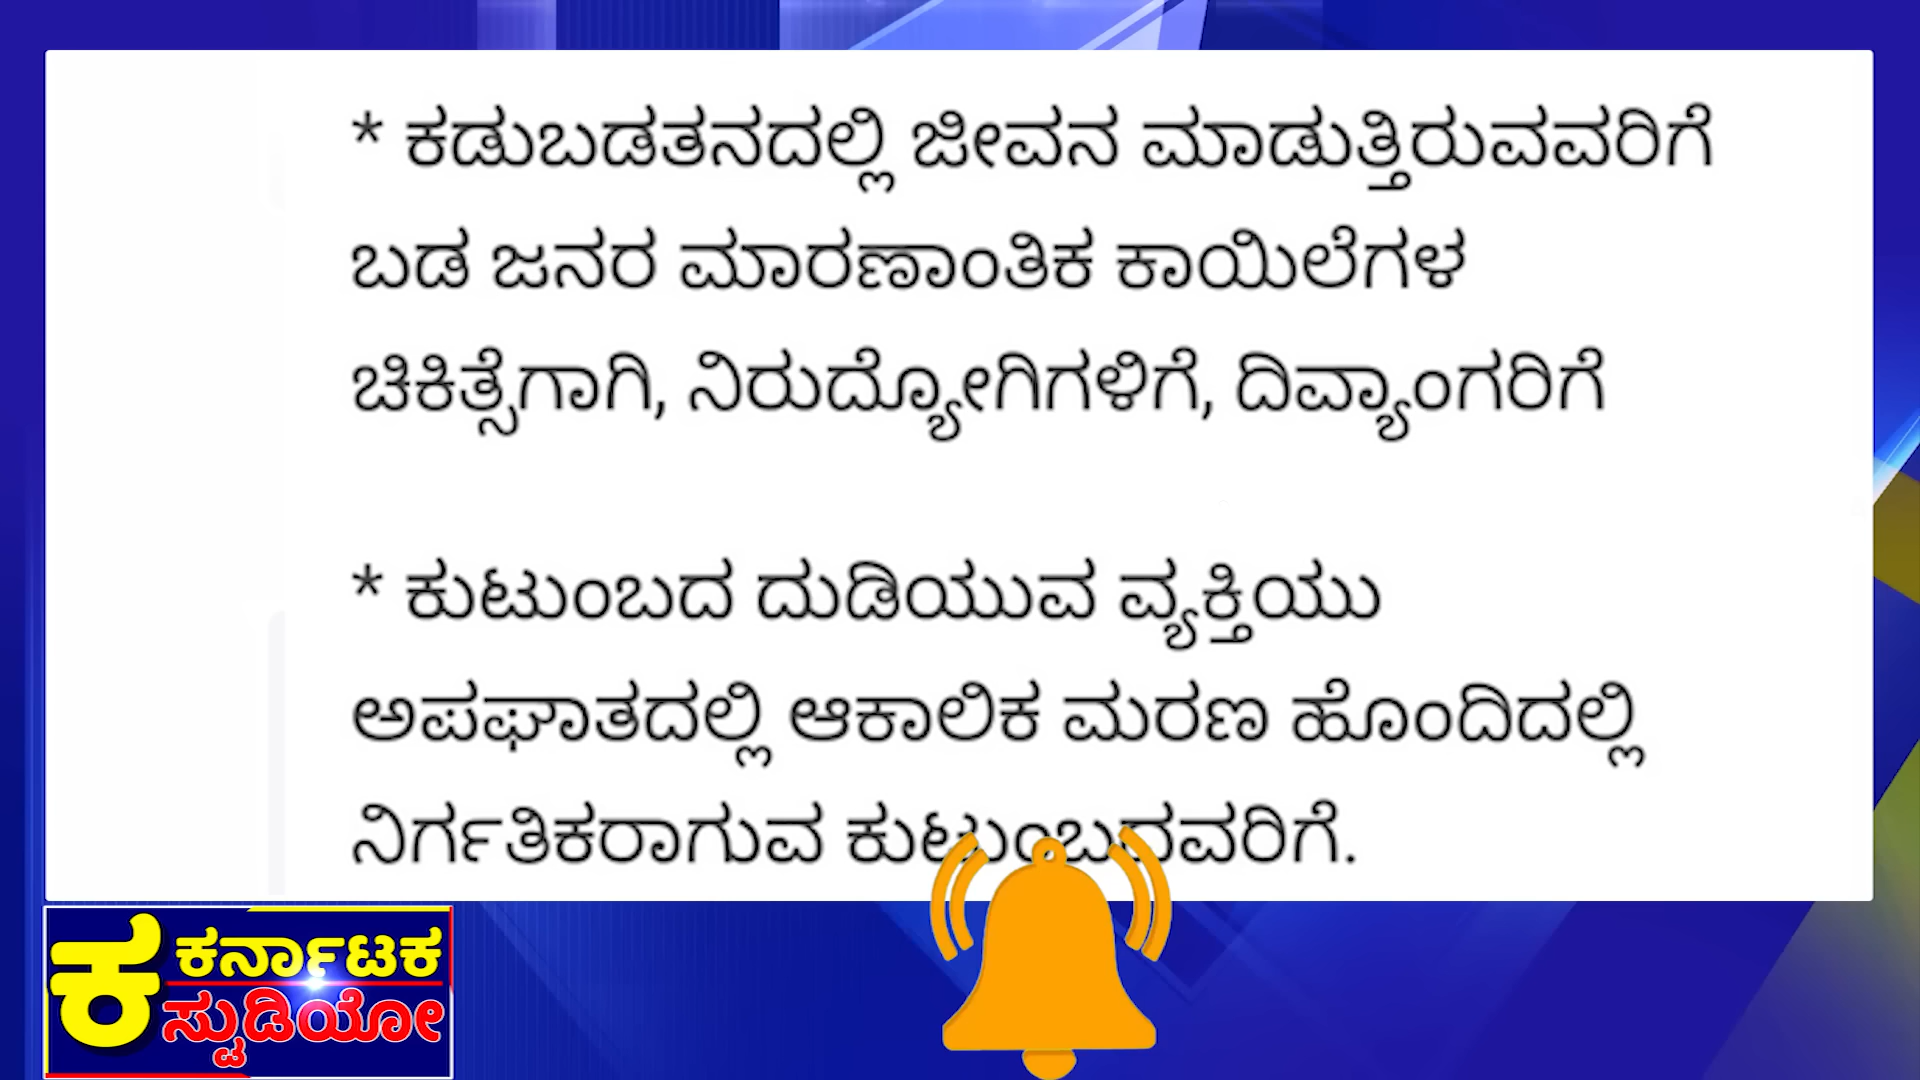 * ಕಡುಬಡತನದಲ್ಲಿ ಜೀವನ ಮಾಡುತ್ತಿರುವವರಿಗೆ
ಬಡ ಜನರ ಮಾರಣಾಂತಿಕ ಕಾಯಿಲೆಗಳ
ಚಿಕಿತ್ಸೆಗಾಗಿ, ನಿರುದ್ಯೋಗಿಗಳಿಗೆ, ದಿವ್ಯಾಂಗರಿಗೆ
* ಕುಟುಂಬದ ದುಡಿಯುವ ವ್ಯಕ್ತಿಯು
ಅಪಘಾತದಲ್ಲಿ ಆಕಾಲಿಕ ಮರಣ ಹೊಂದಿದಲ್ಲಿ
ನಿರ್ಗತಿಕರಾಗುವ ಕುಟುಂಬದವರಿಗೆ.
ಕ ಕರ್ನಾಟಕ
ಸ್ಟುಡಿಯೋ